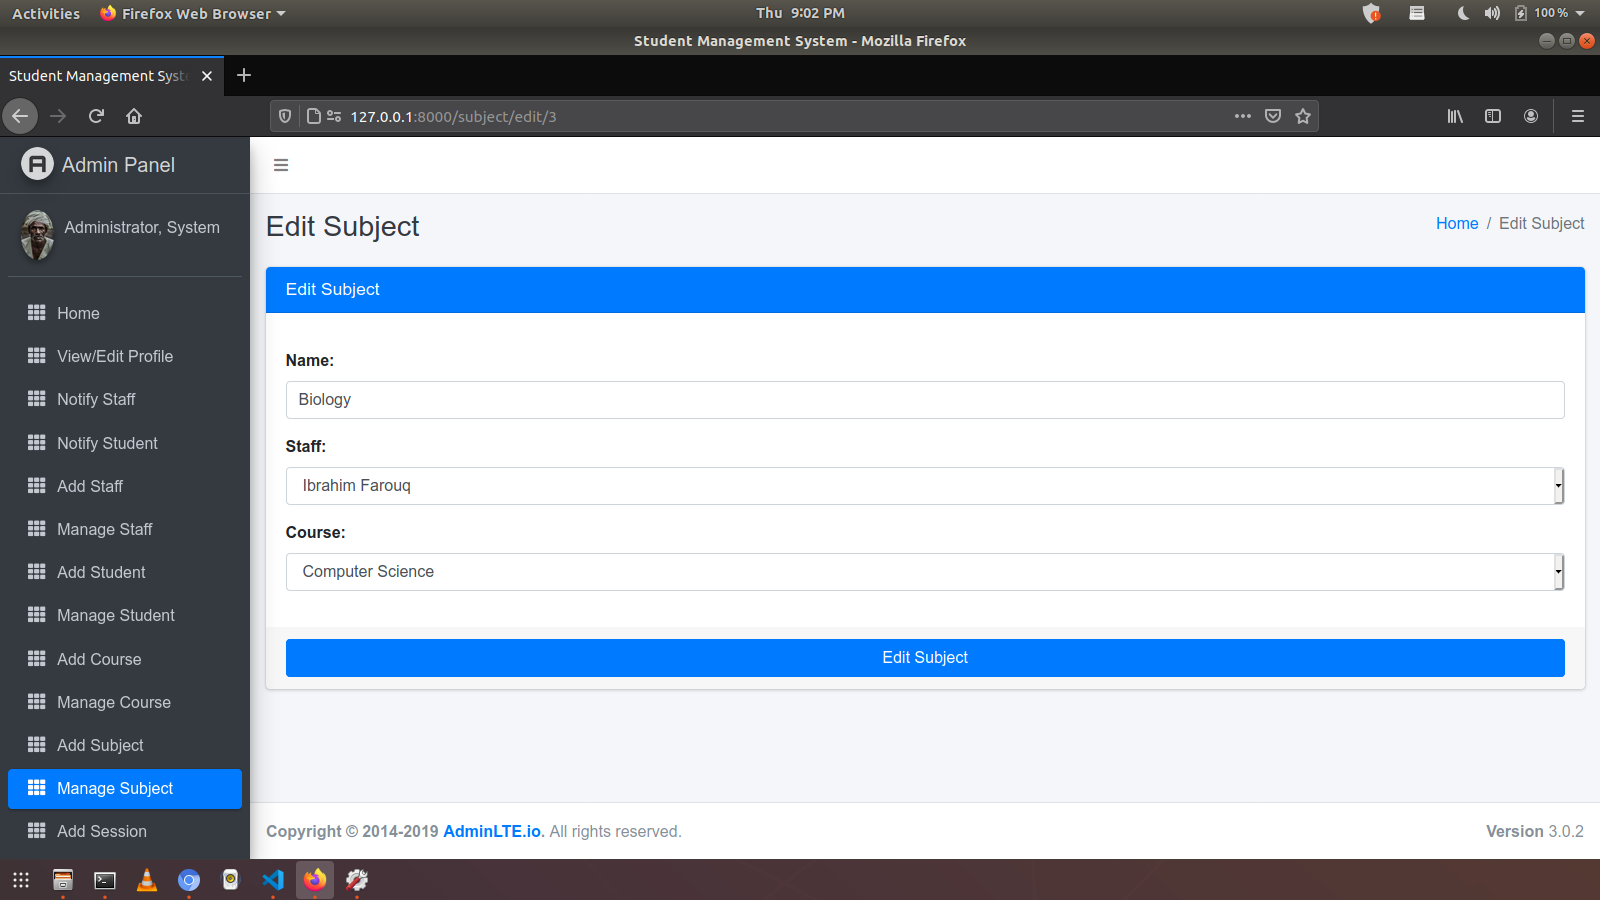 Activities Firefox Web Browser Thu 9:02 PM 100 %
Student Management System - Mozilla Firefox
Student Management Syst
127.0.0.1:8000/subject/edit/3
Admin Panel
Administrator, System
Home
View/Edit Profile
Notify Staff
Notify Student
Add Staff
Manage Staff
Add Student
Manage Student
Add Course
Manage Course
Add Subject
Manage Subject
Add Session
Edit Subject
Home / Edit Subject
Edit Subject
Name:
Biology
Staff:
Ibrahim Farouq
Course:
Computer Science
Edit Subject
Copyright © 2014-2019 AdminLTE.io. All rights reserved.
Version 3.0.2